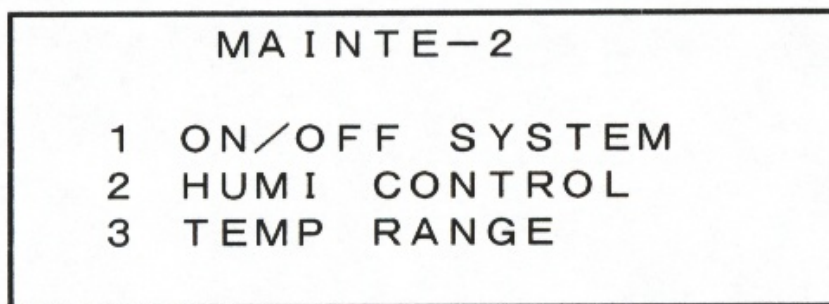 MAINTE−2
1 ON/OFF SYSTEM
2 HUMI CONTROL
3 TEMP RANGE